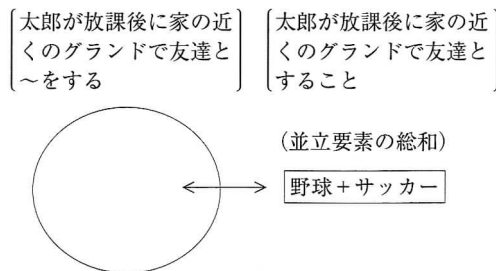 太郎が放課後に家の近
くのグランドで友達と
～をする
太郎が放課後に家の近
くのグランドで友達と
すること
(並立要素の総和)
野球+サッカー